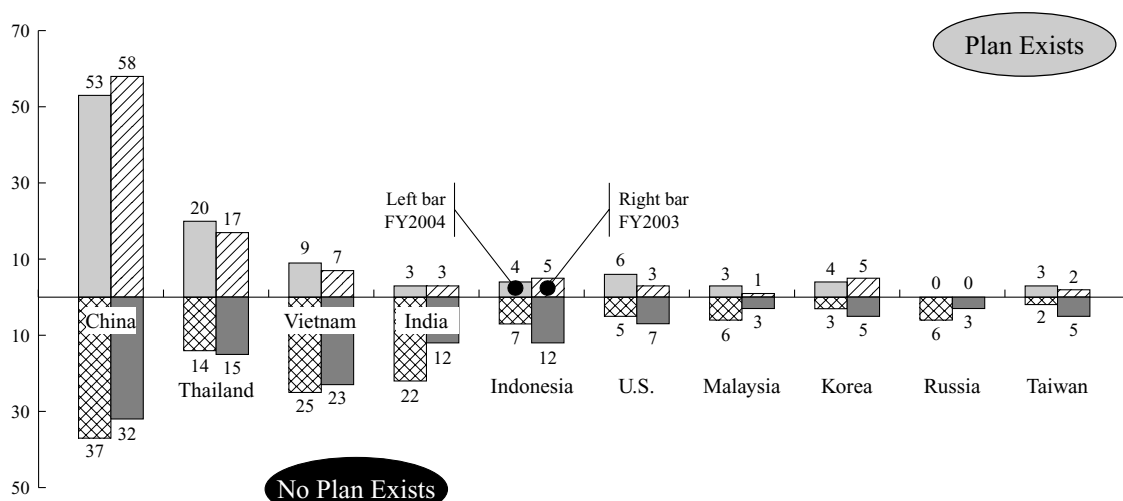 70
Plan Exists
58
53
50
30
Left bar
FY2004
Right bar
FY2003
20
17
10
9
7
3
3
4
5
6
3
3
1
4
5
0
0
3
2
China
Vietnam
India
10
14
15
Thailand
25
23
22
12
7
12
Indonesia
5
7
U.S.
6
3
Malaysia
3
5
Korea
6
3
Russia
2
5
Taiwan
30
37
32
50
No Plan Exists